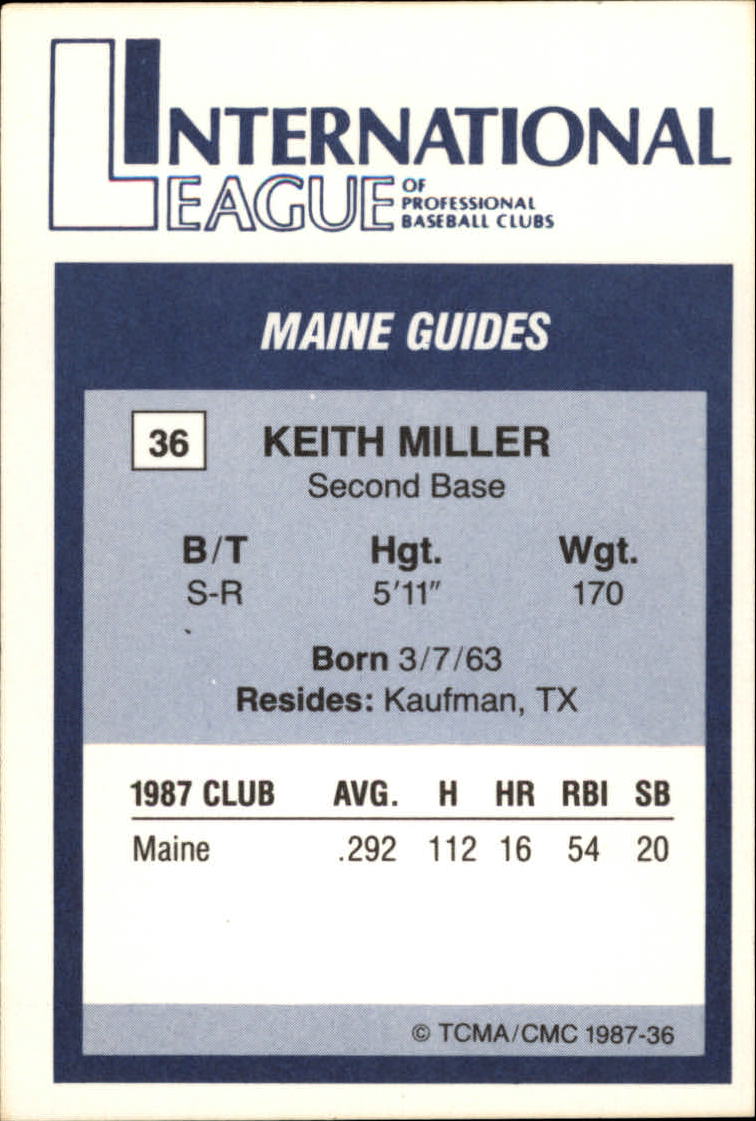 INTERNATIONAL
LEAGUE OF PROFESSIONAL BASEBALL CLUBS
MAINE GUIDES
36 KEITH MILLER
Second Base
B/T Hgt. Wgt.
S-R 5'11" 170
Born 3/7/63
Resides: Kaufman, TX
1987 CLUB AVG. H HR RBI SB
Maine .292 112 16 54 20
© TCMA/CMC 1987-36